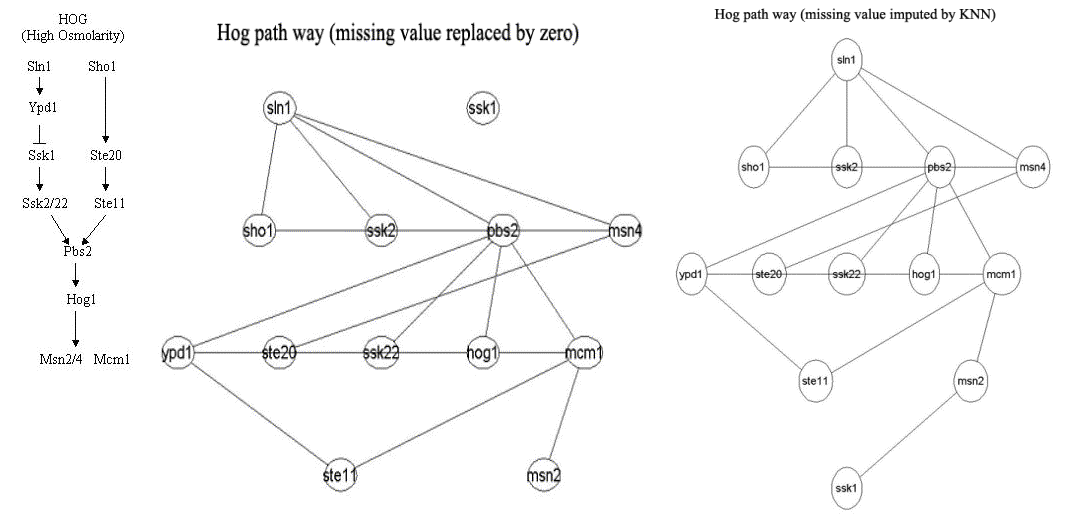 HOG
(High Osmolarity)
Sln1 Sho1
Ypd1
Ssk1 Ste20
Ssk2/22 Ste11
Pbs2
Hog1
Msn2/4 Mcm1
Hog path way (missing value replaced by zero)
sln1 ssk1
sho1 ssk2 pbs2 msn4
ypd1 ste20 ssk22 hog1 mcm1
ste11 msn2
Hog path way (missing value imputed by KNN)
sln1
sho1 ssk2 pbs2 msn4
ypd1 ste20 ssk22 hog1 mcm1
ste11 msn2
ssk1